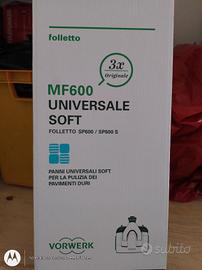 folletto
3x
Originale
MF600
UNIVERSALE
SOFT
FOLLETTO SP600 / SP600 S
PANNI UNIVERSALI SOFT
PER LA PULIZIA DEI
PAVIMENTI DURI
VORWERK
subito